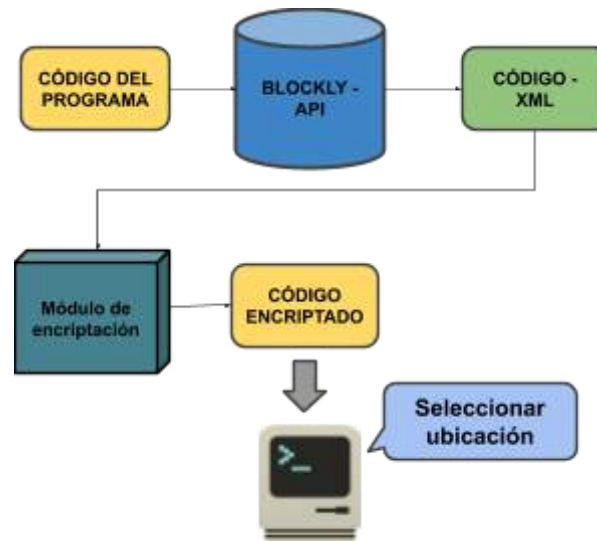 CÓDIGO DEL
PROGRAMA
BLOCKLY -
API
CÓDIGO -
XML
Módulo de
encriptación
CÓDIGO
ENCRIPTADO
Seleccionar
ubicación
>_